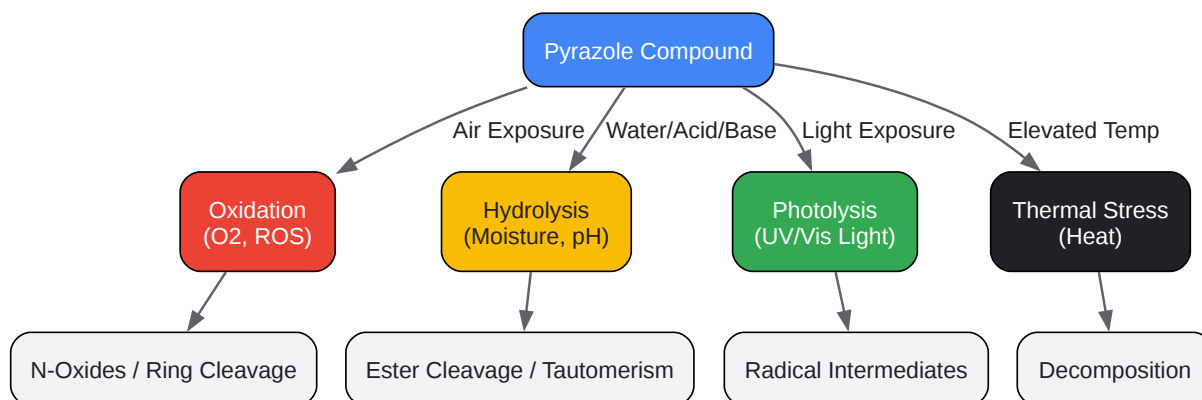 Pyrazole Compound
Air Exposure
Water/Acid/Base
Light Exposure
Elevated Temp
Oxidation
(O2, ROS)
Hydrolysis
(Moisture, pH)
Photolysis
(UV/Vis Light)
Thermal Stress
(Heat)
N-Oxides / Ring Cleavage
Ester Cleavage / Tautomerism
Radical Intermediates
Decomposition